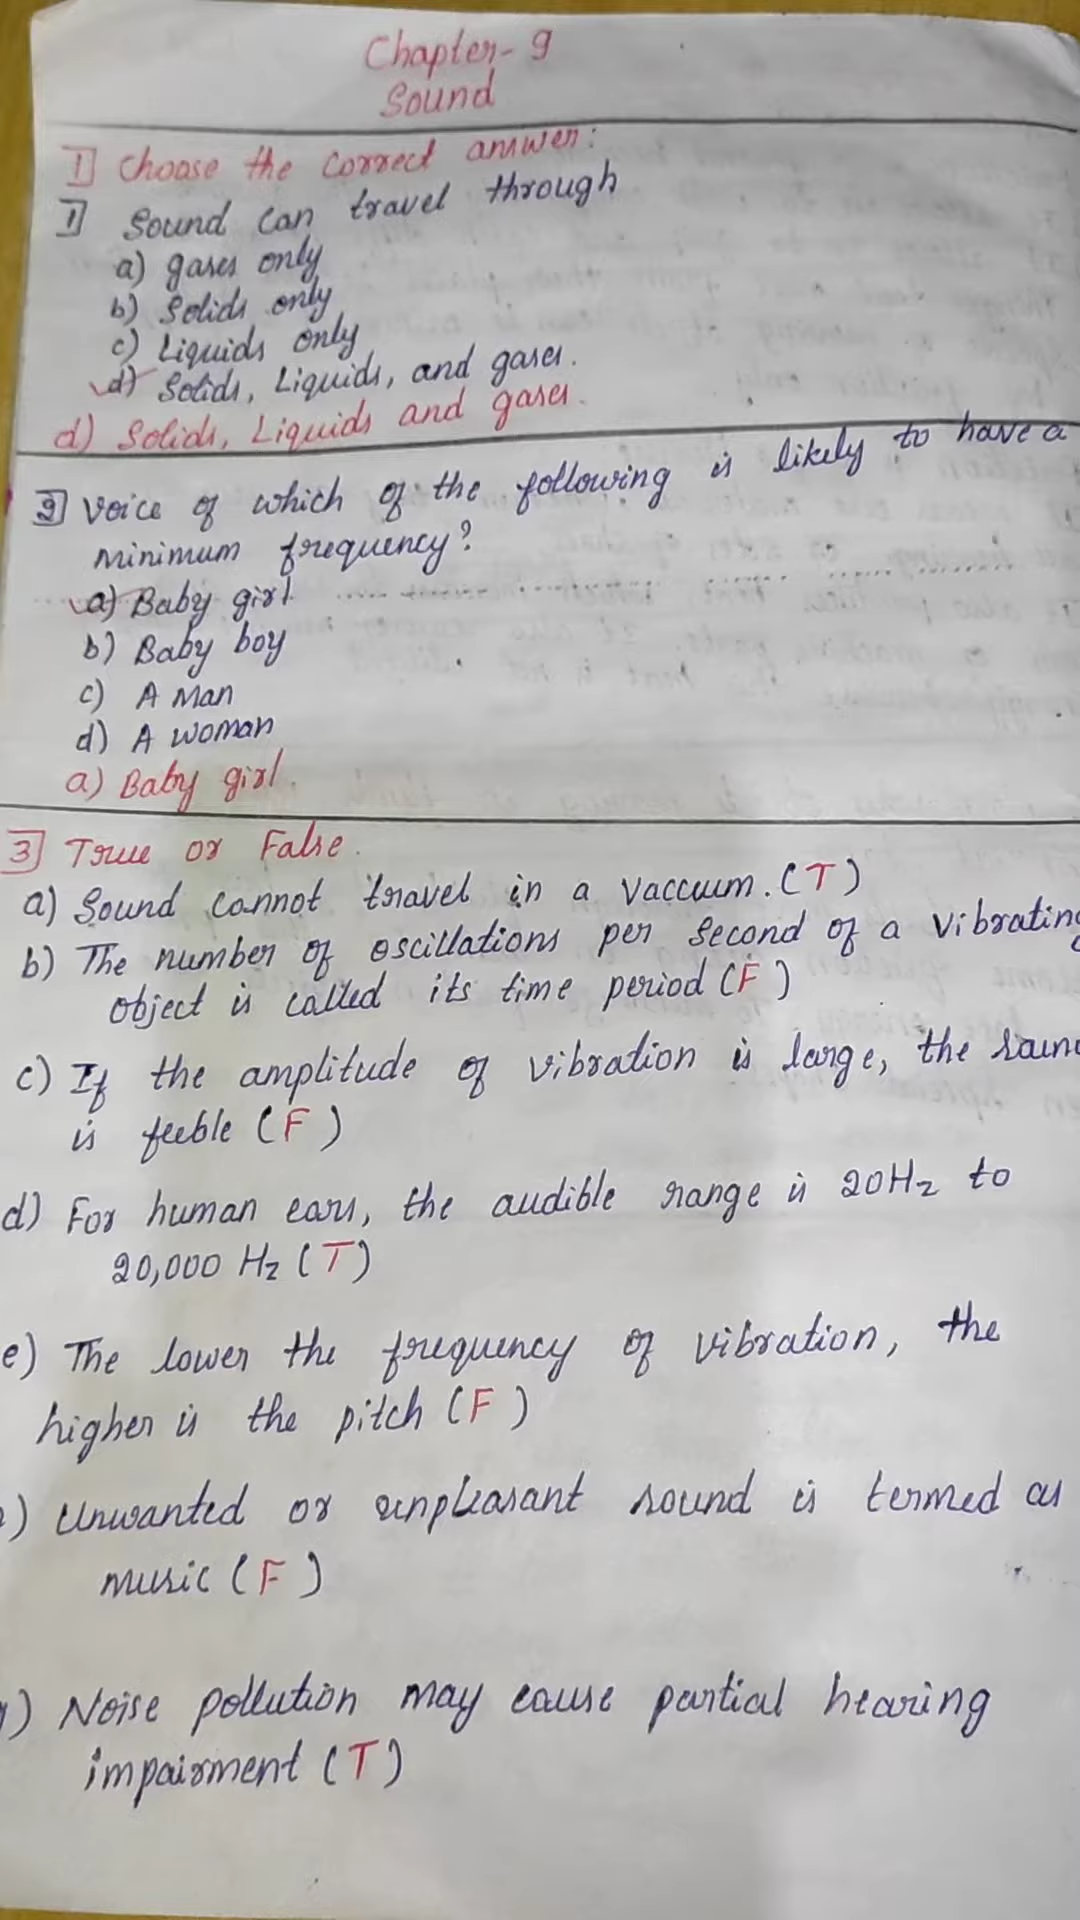 Chapter-9
Sound
1] Choose the Correct answer:
1] Sound Can travel through
a) gases only
b) Solids only
c) Liquids only
d) Solids, Liquids, and gases.
d) Solids, Liquids and gases.
2] Voice of which of the following is likely to have a
minimum frequency?
a) Baby girl
b) Baby boy
c) A Man
d) A woman
a) Baby girl.
3] True or False.
a) Sound cannot travel in a vaccuum. (T)
b) The number of oscillations per second of a vibrating
object is called its time period (F)
c) If the amplitude of vibration is large, the
is feeble (F)
d) For human ears, the audible range is 20Hz to
20,000 Hz (T)
e) The lower the frequency of vibration, the
higher is the pitch (F)
) Unwanted or unpleasant sound is termed as
music (F)
) Noise pollution may cause partial hearing
impairment (T)